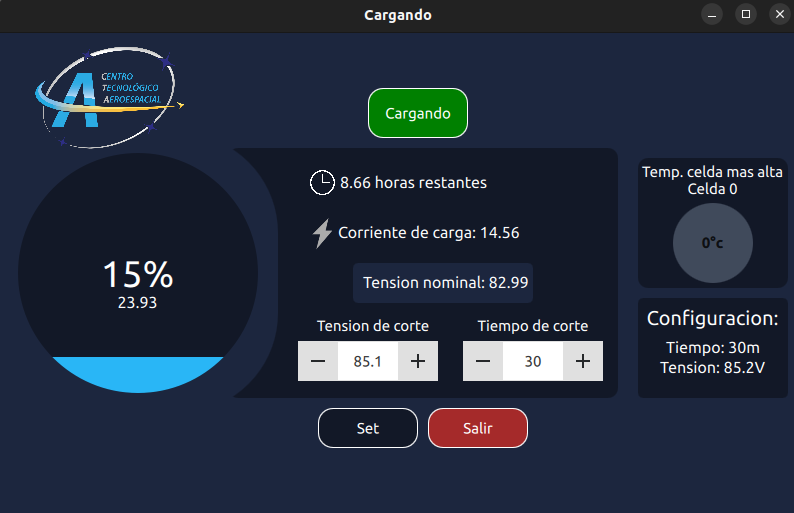 Cargando
CENTRO
TECNOLÓGICO
AEROESPACIAL
Cargando
8.66 horas restantes
Corriente de carga: 14.56
Tension nominal: 82.99
15%
23.93
Tension de corte
Tiempo de corte
− 85.1 +
− 30 +
Set
Salir
Temp. celda mas alta
Celda 0
0°c
Configuracion:
Tiempo: 30m
Tension: 85.2V